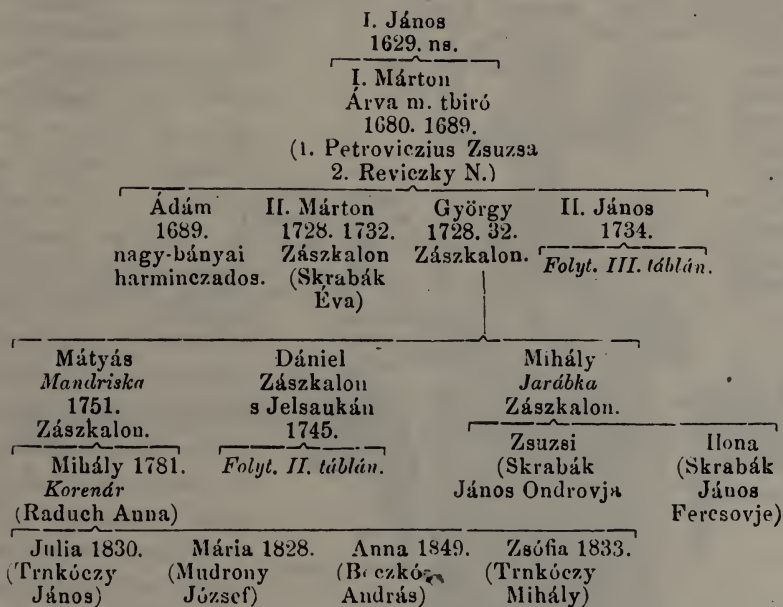 I. János
1629. ns.
I. Márton
Árva m. tbiró
1680. 1689.
(1. Petroviczius Zsuzsa
2. Reviczky N.)
Ádám II. Márton György II. János
1689. 1728. 1732. 1728. 32. 1734.
nagy-bányai Zászkalon Zászkalon. Folyt. III. táblán.
harminczados. (Skrabák
Éva)
Mátyás Dániel Mihály
Mandriska Zászkalon Jarábka
1751. s Jelsaukán Zászkalon.
Zászkalon. 1745.
Mihály 1781. Folyt. II. táblán. Zsuzsi Ilona
Korenár (Skrabák (Skrabák
(Raduch Anna) János Ondrovja János
Fercsovje)
Julia 1830. Mária 1828. Anna 1849. Zsófia 1833.
(Trnkóczy (Mudrony (Beczkó (Trnkóczy
János) József) András) Mihály)